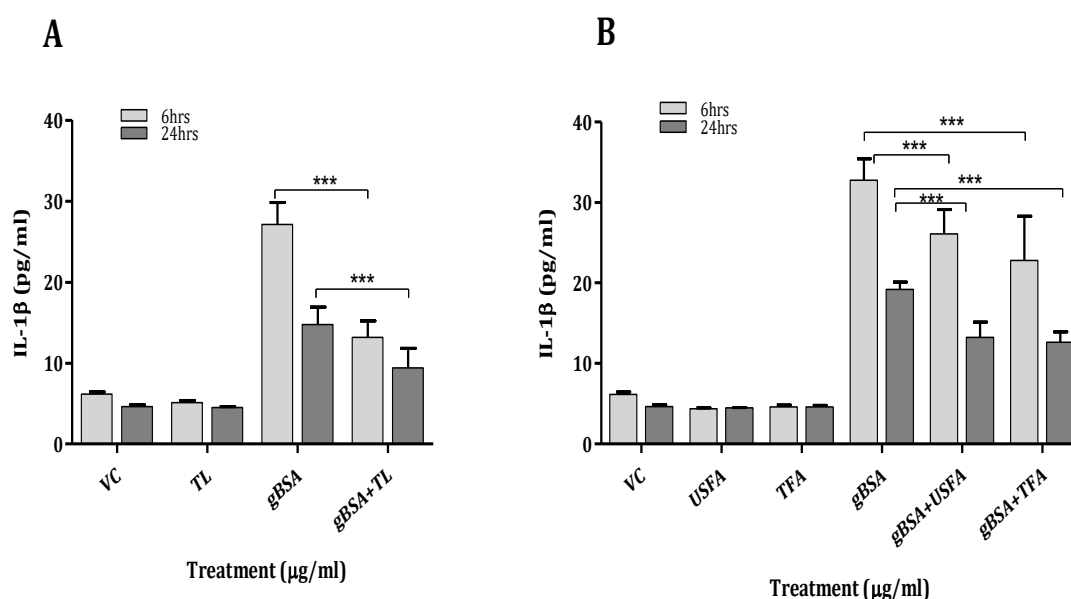 A
6hrs
24hrs
40
30
20
10
0
IL-1β (pg/ml)
***
***
VC
TL
gBSA
gBSA+TL
Treatment (µg/ml)
B
6hrs
24hrs
40
30
20
10
0
IL-1β (pg/ml)
***
***
***
***
VC
USFA
TFA
gBSA
gBSA+USFA
gBSA+TFA
Treatment (µg/ml)